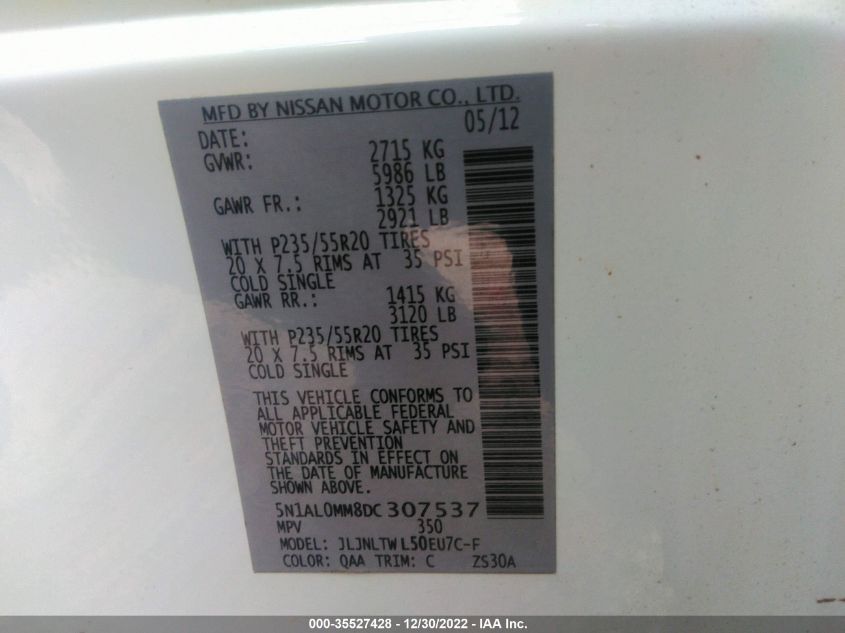 MFD BY NISSAN MOTOR CO., LTD.
DATE: 05/12
GVWR: 2715 KG
5986 LB
GAWR FR.: 1325 KG
2921 LB
WITH P235/55R20 TIRES
20 X 7.5 RIMS AT 35 PSI
COLD SINGLE
GAWR RR.: 1415 KG
3120 LB
WITH P235/55R20 TIRES
20 X 7.5 RIMS AT 35 PSI
COLD SINGLE
THIS VEHICLE CONFORMS TO
ALL APPLICABLE FEDERAL
MOTOR VEHICLE SAFETY AND
THEFT PREVENTION
STANDARDS IN EFFECT ON
THE DATE OF MANUFACTURE
SHOWN ABOVE.
5N1AL0MM8DC307537
MPV 350
MODEL: JLJNLTWL50EU7C-F
COLOR: QAA TRIM: C ZS30A
000-35527428 - 12/30/2022 - IAA Inc.